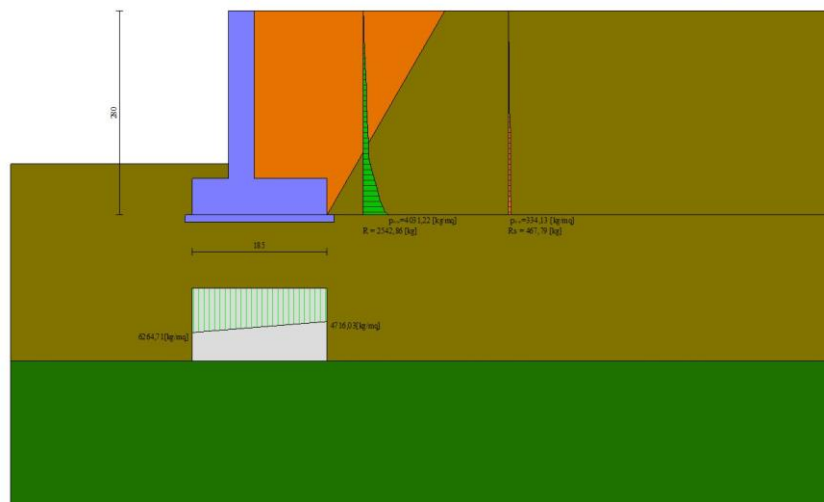 280
p =4031,22 [kg/mq]
R = 2542,86 [kg]
p =334,13 [kg/mq]
Rs = 467,79 [kg]
185
4716,03[kg/mq]
6264,71[kg/mq]